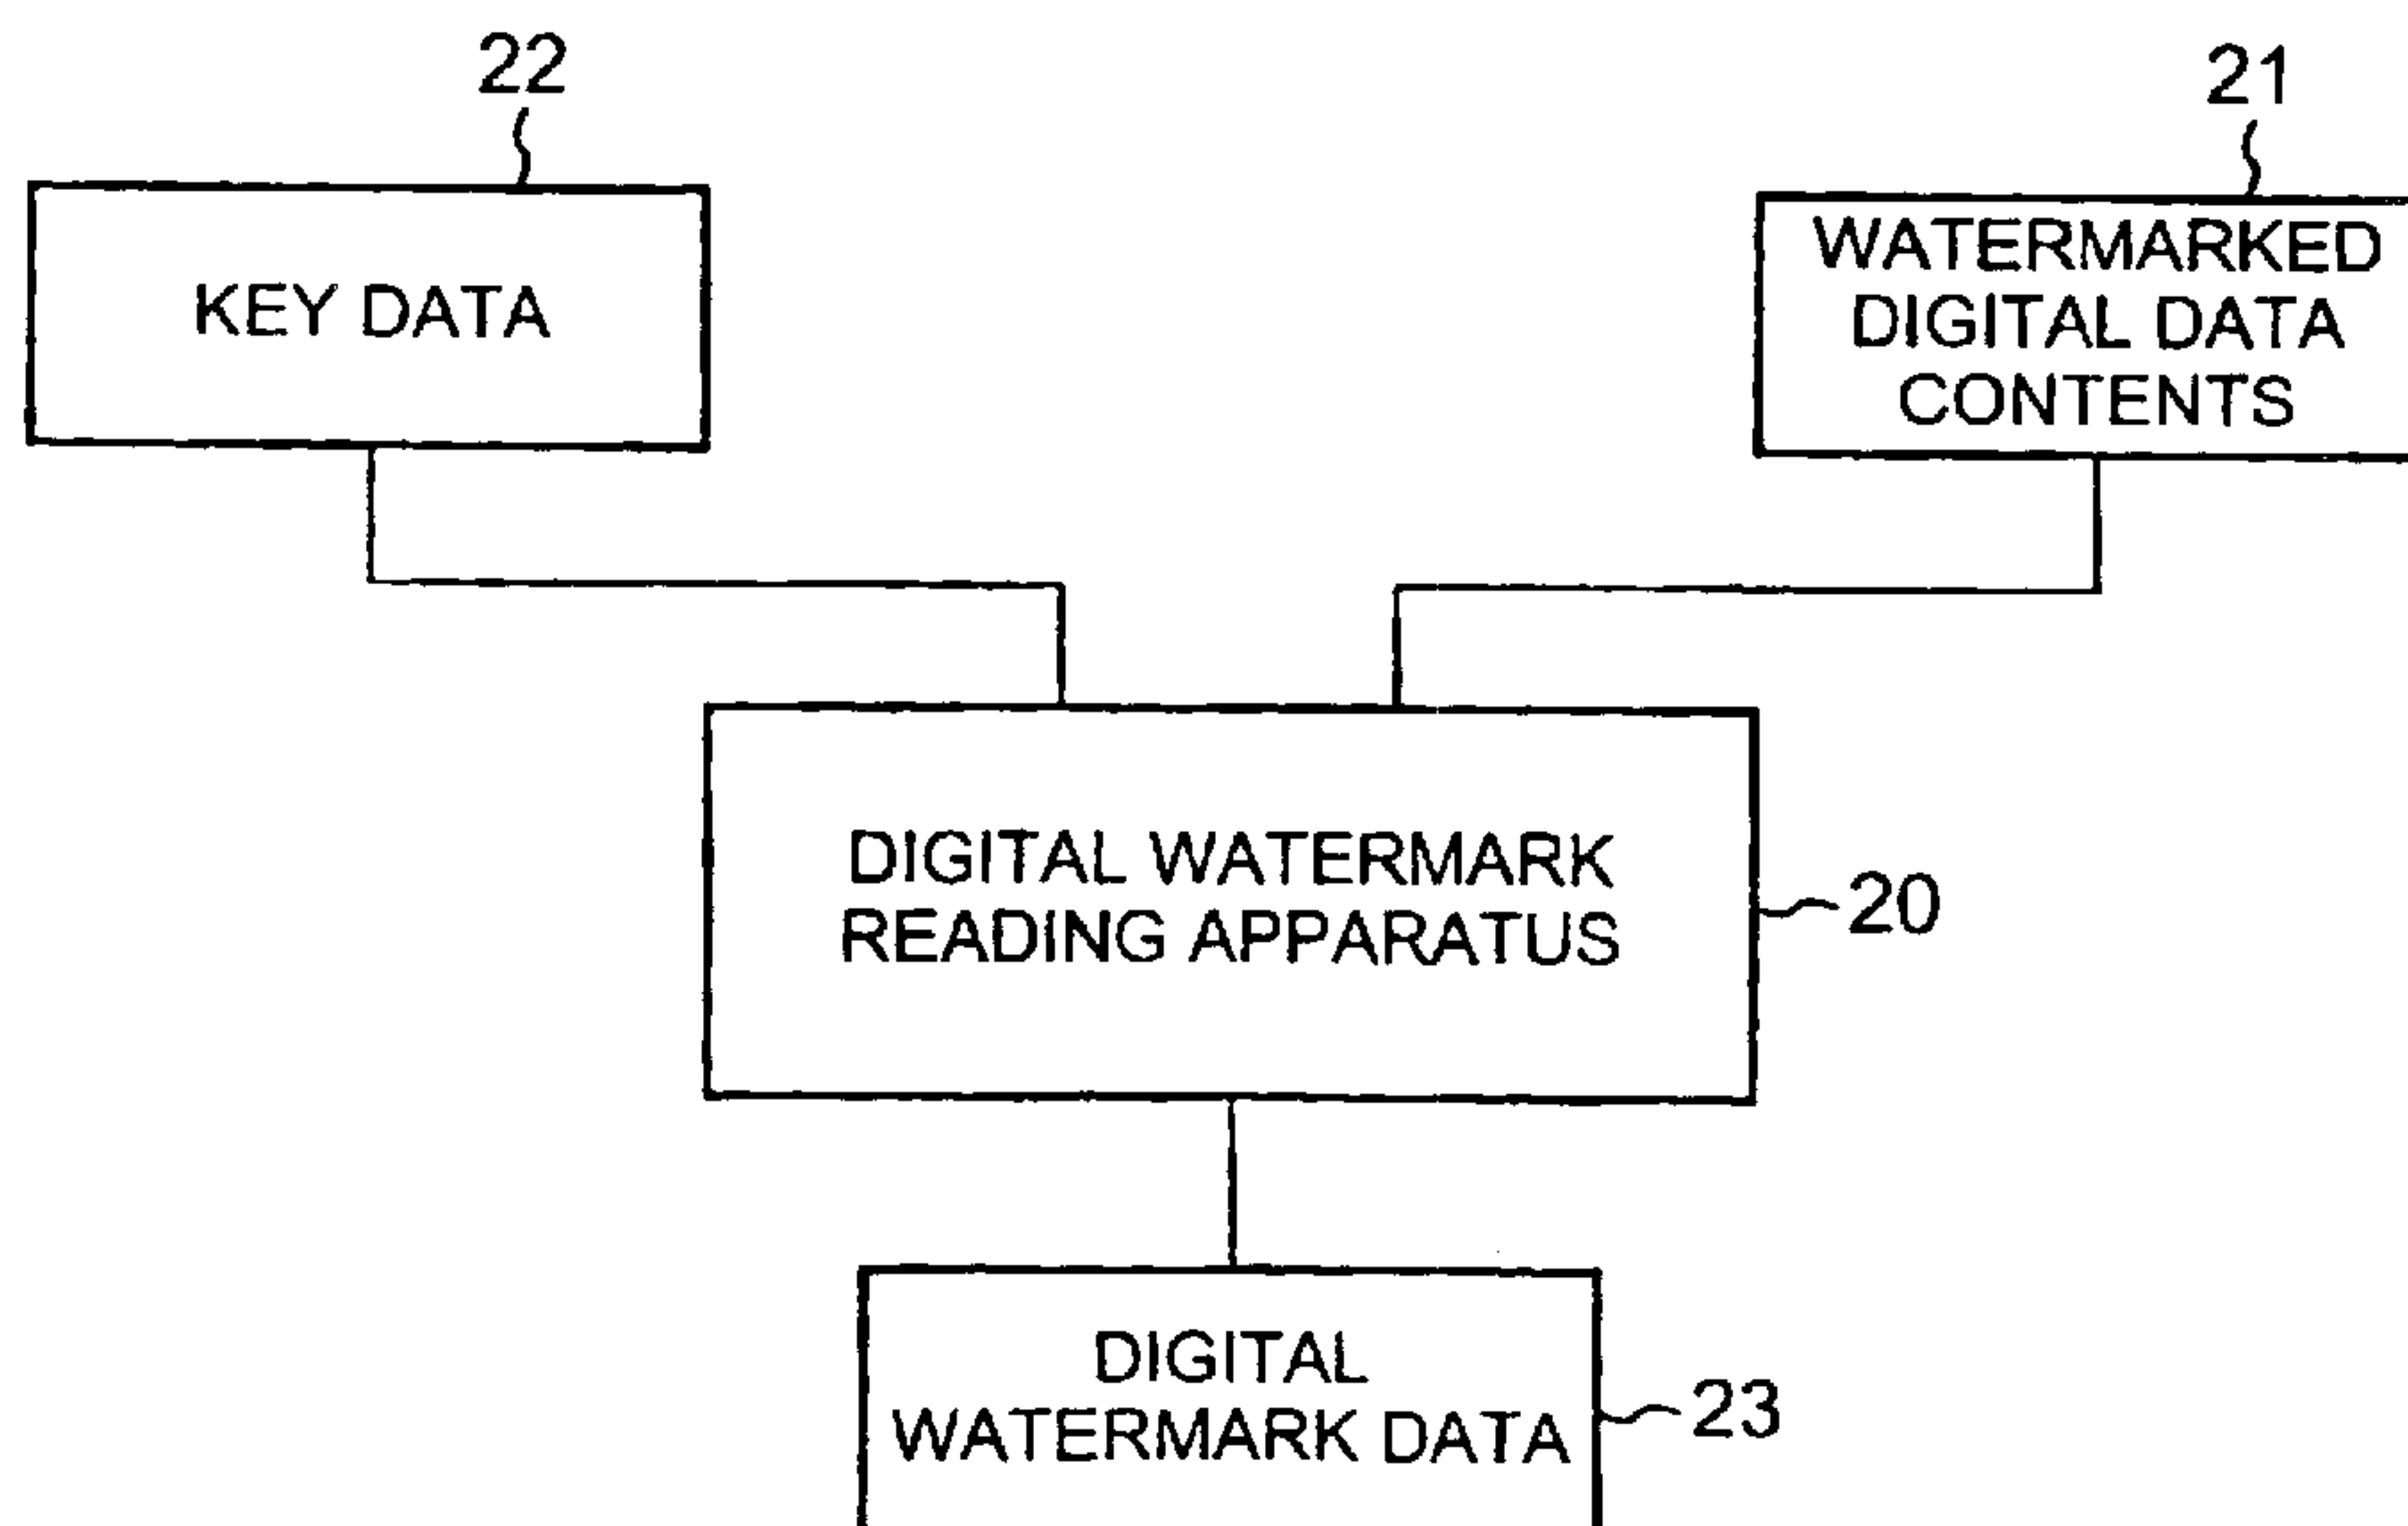 22
21
KEY DATA
WATERMARKED
DIGITAL DATA
CONTENTS
DIGITAL WATERMARK
READING APPARATUS
20
DIGITAL
WATERMARK DATA
23